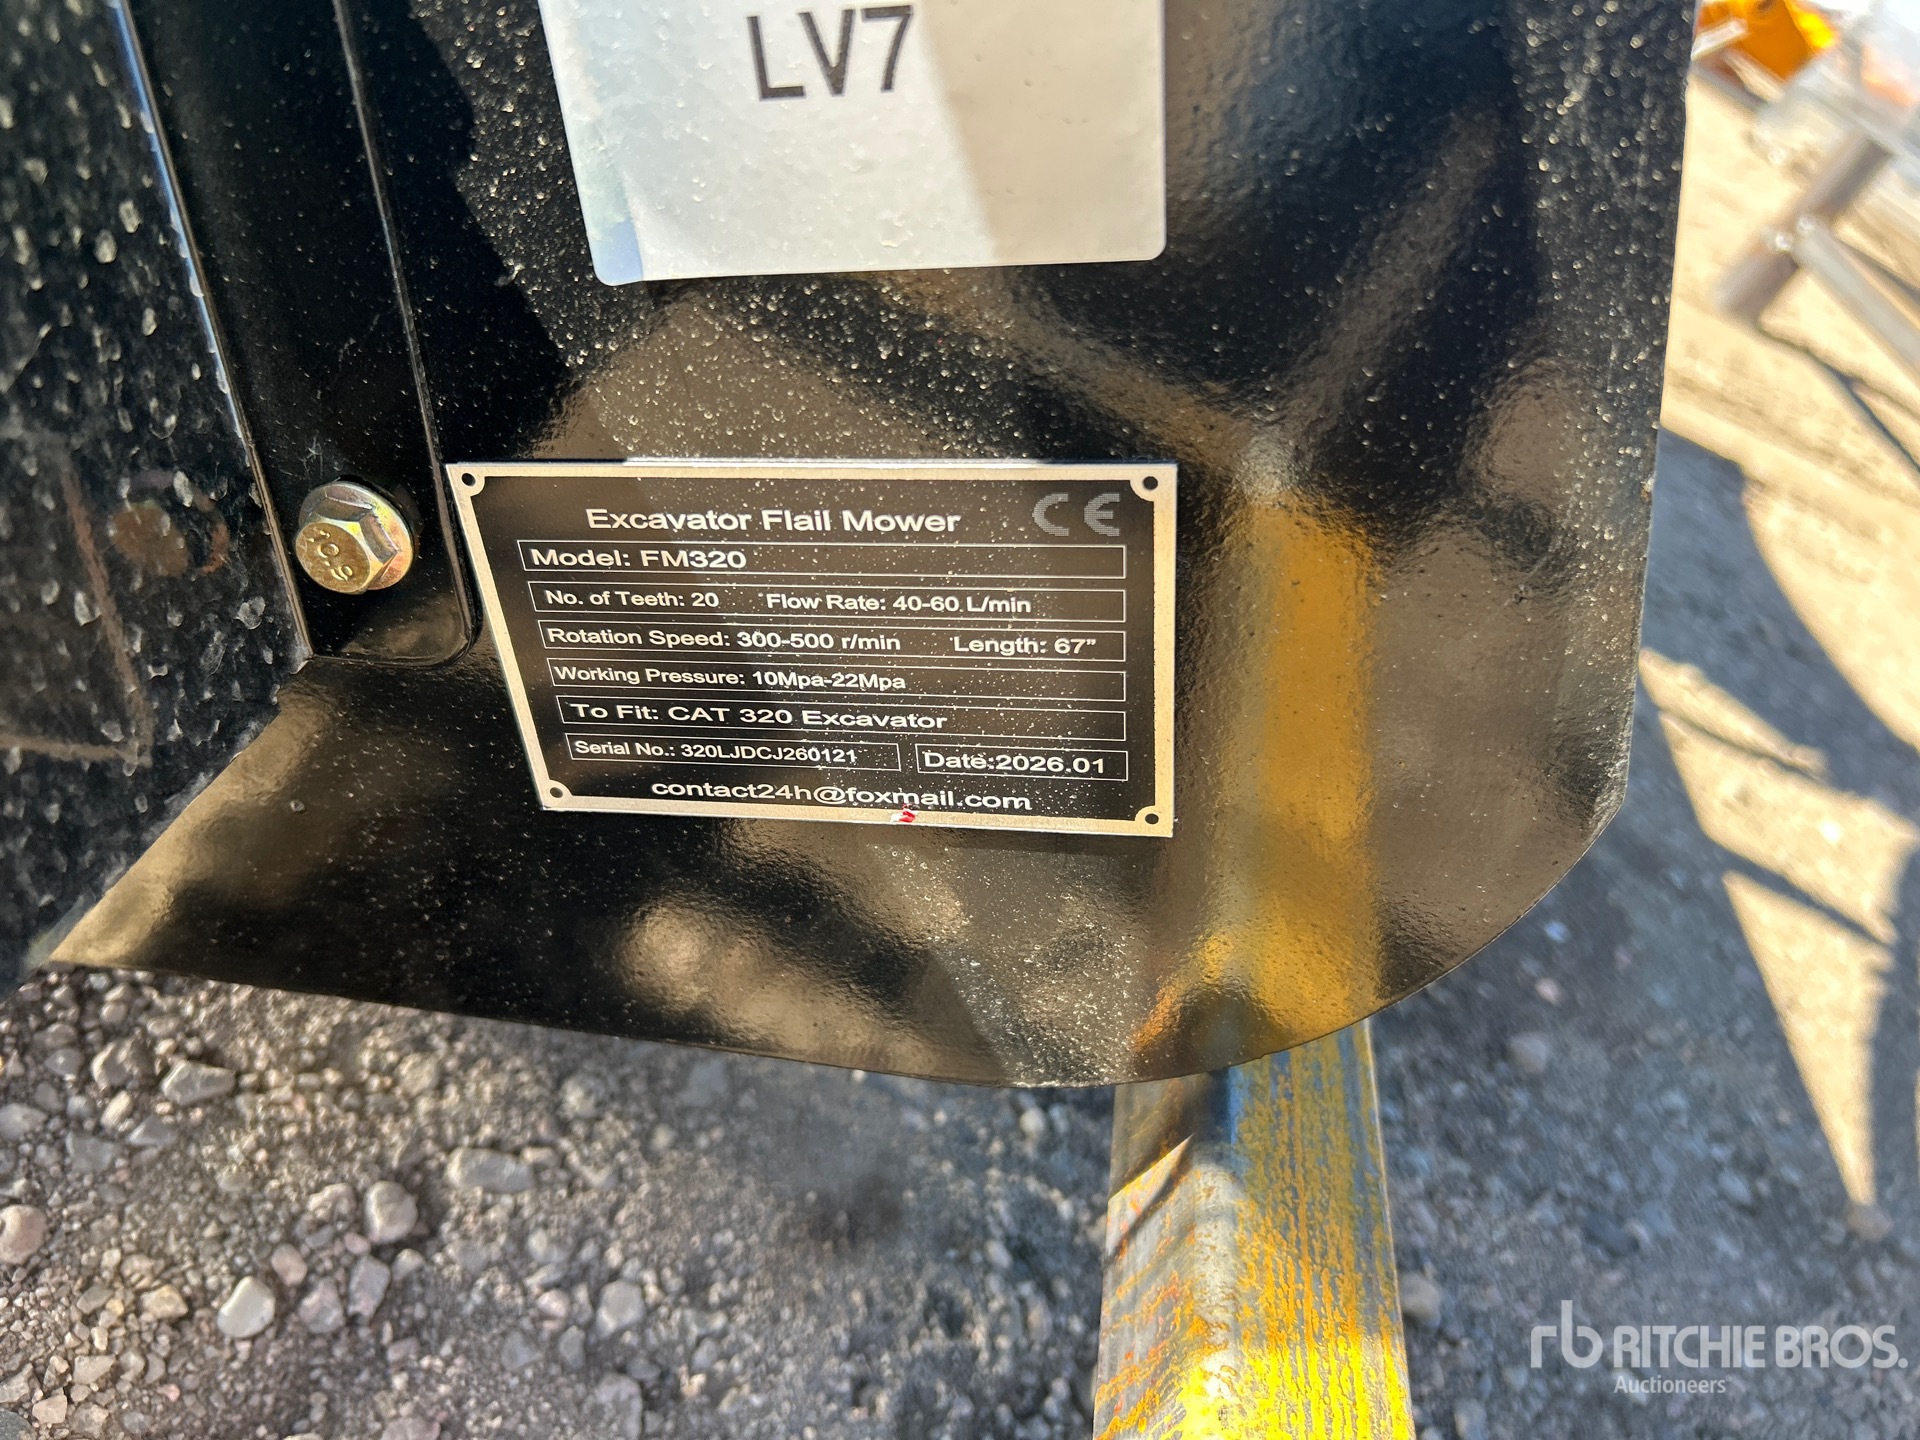 LV7
Excavator Flail Mower CE
Model: FM320
No. of Teeth: 20 Flow Rate: 40-60 L/min
Rotation Speed: 300-500 r/min Length: 67"
Working Pressure: 10Mpa-22Mpa
To Fit: CAT 320 Excavator
Serial No.: 320LJDCJ260121 Date:2026.01
contact24h@foxmail.com
10.9
rb RITCHIE BROS.
Auctioneers